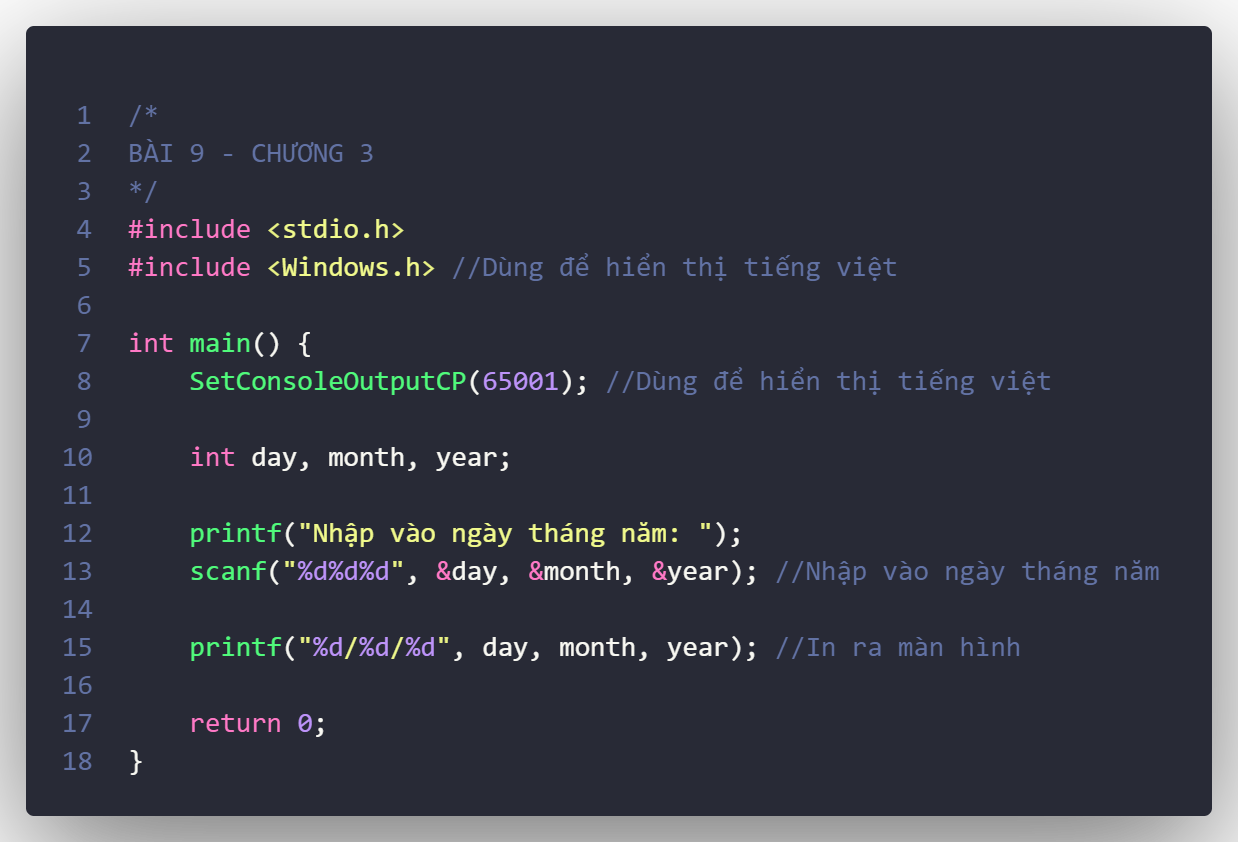 1 /*
2 BÀI 9 - CHƯƠNG 3
3 */
4 #include <stdio.h>
5 #include <Windows.h> //Dùng để hiển thị tiếng việt
6
7 int main() {
8     SetConsoleOutputCP(65001); //Dùng để hiển thị tiếng việt
9
10     int day, month, year;
11
12     printf("Nhập vào ngày tháng năm: ");
13     scanf("%d%d%d", &day, &month, &year); //Nhập vào ngày tháng năm
14
15     printf("%d/%d/%d", day, month, year); //In ra màn hình
16
17     return 0;
18 }